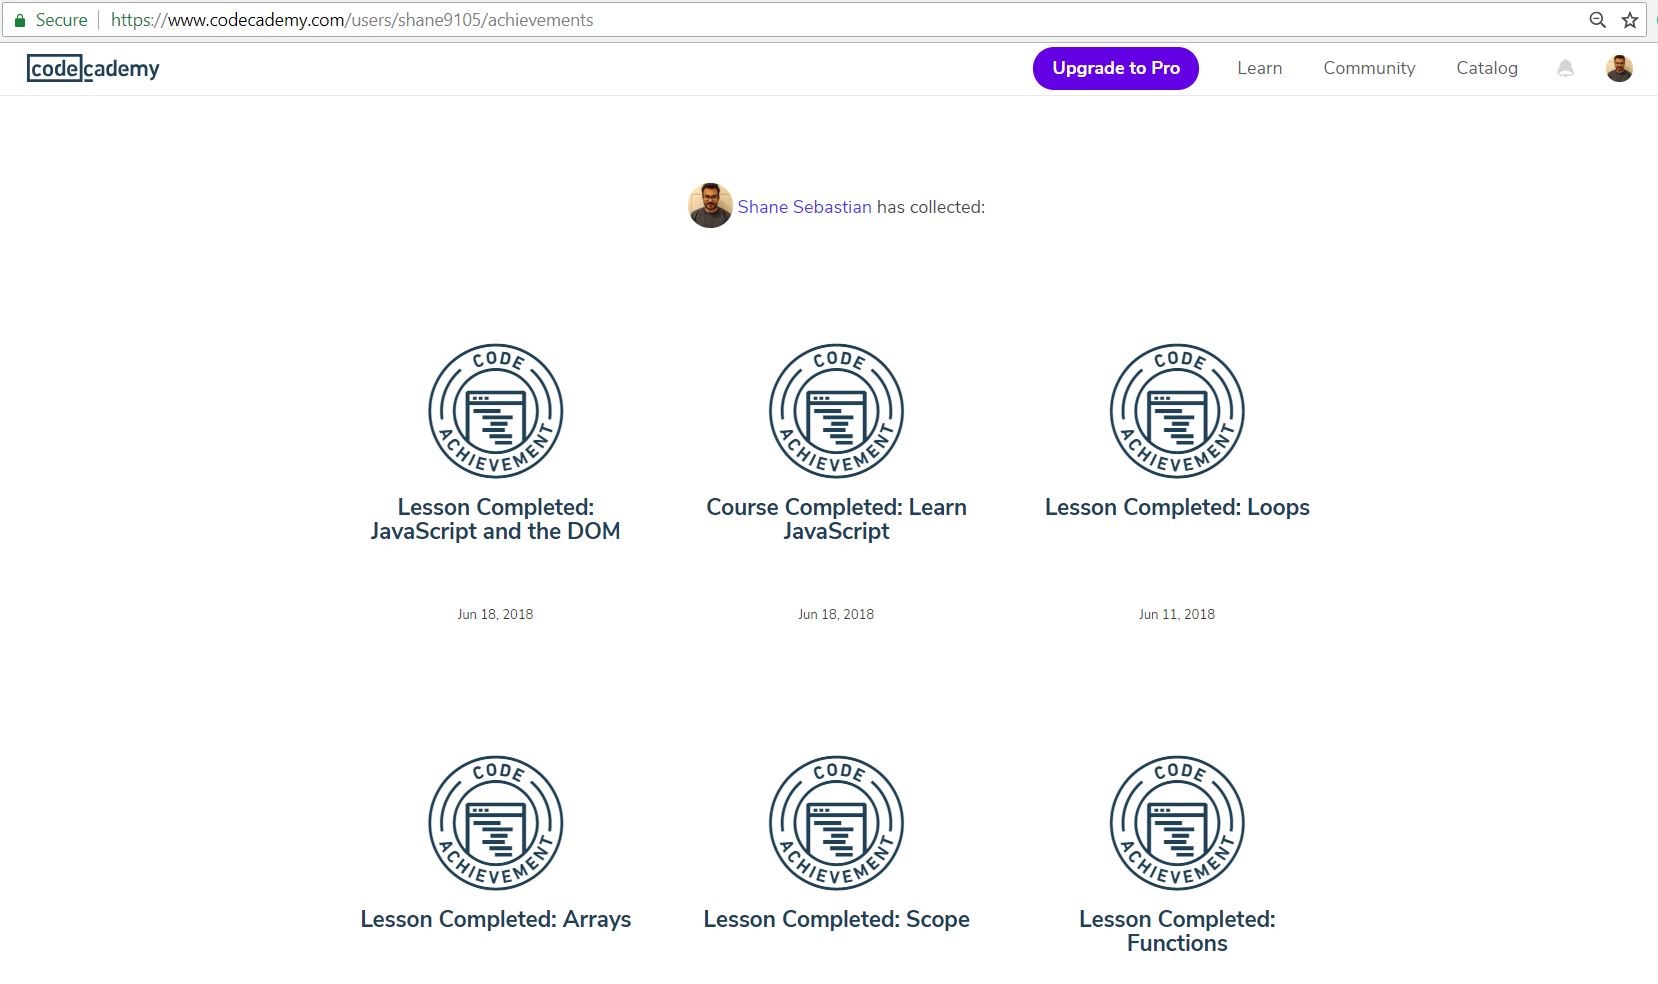 Secure https://www.codecademy.com/users/shane9105/achievements
codecademy Upgrade to Pro Learn Community Catalog
Shane Sebastian has collected:
CODE ACHIEVEMENT CODE ACHIEVEMENT CODE ACHIEVEMENT
Lesson Completed: Course Completed: Learn Lesson Completed: Loops
JavaScript and the DOM JavaScript
Jun 18, 2018 Jun 18, 2018 Jun 11, 2018
CODE ACHIEVEMENT CODE ACHIEVEMENT CODE ACHIEVEMENT
Lesson Completed: Arrays Lesson Completed: Scope Lesson Completed:
Functions